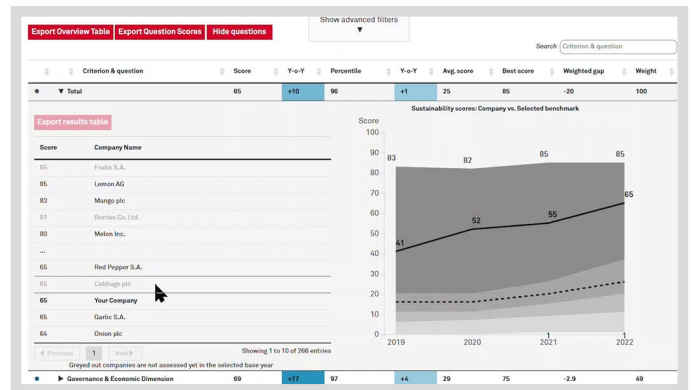 Show advanced filters
▼
Export Overview Table Export Question Scores Hide questions
Search Criterion & question
Criterion & question Score Y-o-Y Percentile Y-o-Y Avg. score Best score Weighted gap Weight
▼ Total 65 +10 96 +1 25 85 -20 100
Export results table
Score Company Name
85 Fruits S.A.
85 Lemon AG
83 Mango plc
81 Berries Co. Ltd.
80 Melon Inc.
...
65 Red Pepper S.A.
65 Cabbage plc
65 Your Company
65 Garlic S.A.
64 Onion plc
Previous 1 Next
Showing 1 to 10 of 266 entries
Greyed out companies are not assessed yet in the selected base year
Sustainability scores: Company vs. Selected benchmark
Score
100
90
80
70
60
50
40
30
20
10
0
83 82 85 85
41 52 55 65
1 1
2019 2020 2021 2022
▶ Governance & Economic Dimension 69 +17 97 +4 29 75 -2.9 49